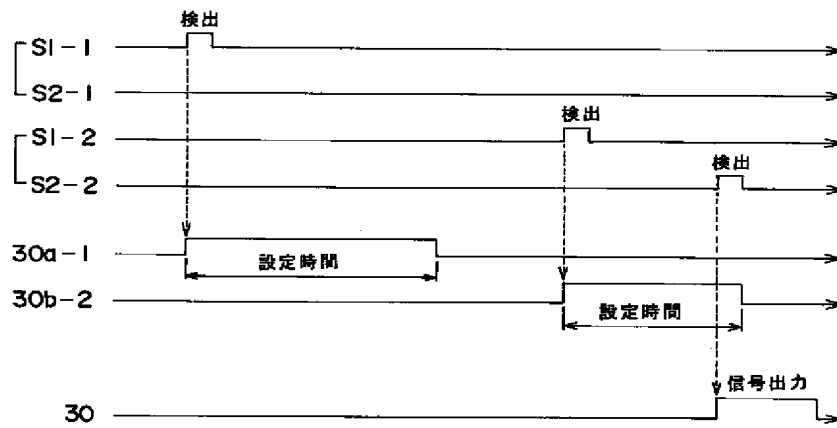 検出
S1-1
S2-1
検出
S1-2
検出
S2-2
30a-1
設定時間
30b-2
設定時間
信号出力
30